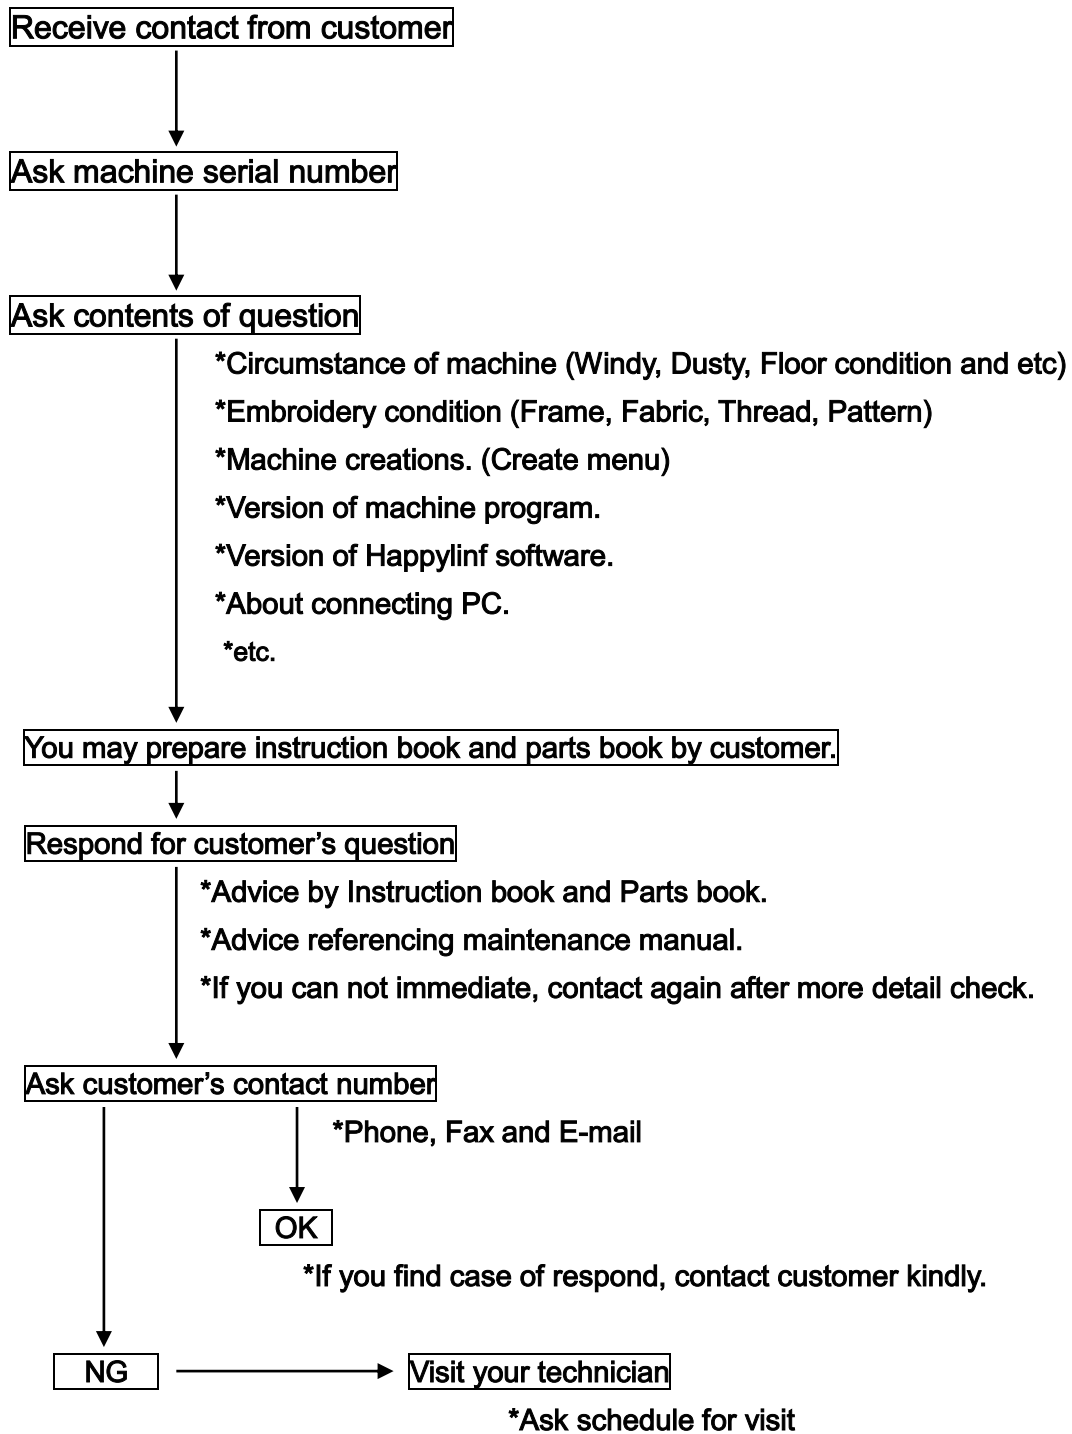 Receive contact from customer
Ask machine serial number
Ask contents of question
*Circumstance of machine (Windy, Dusty, Floor condition and etc)
*Embroidery condition (Frame, Fabric, Thread, Pattern)
*Machine creations. (Create menu)
*Version of machine program.
*Version of Happylinf software.
*About connecting PC.
*etc.
You may prepare instruction book and parts book by customer.
Respond for customer’s question
*Advice by Instruction book and Parts book.
*Advice referencing maintenance manual.
*If you can not immediate, contact again after more detail check.
Ask customer’s contact number
*Phone, Fax and E-mail
OK
*If you find case of respond, contact customer kindly.
NG
Visit your technician
*Ask schedule for visit